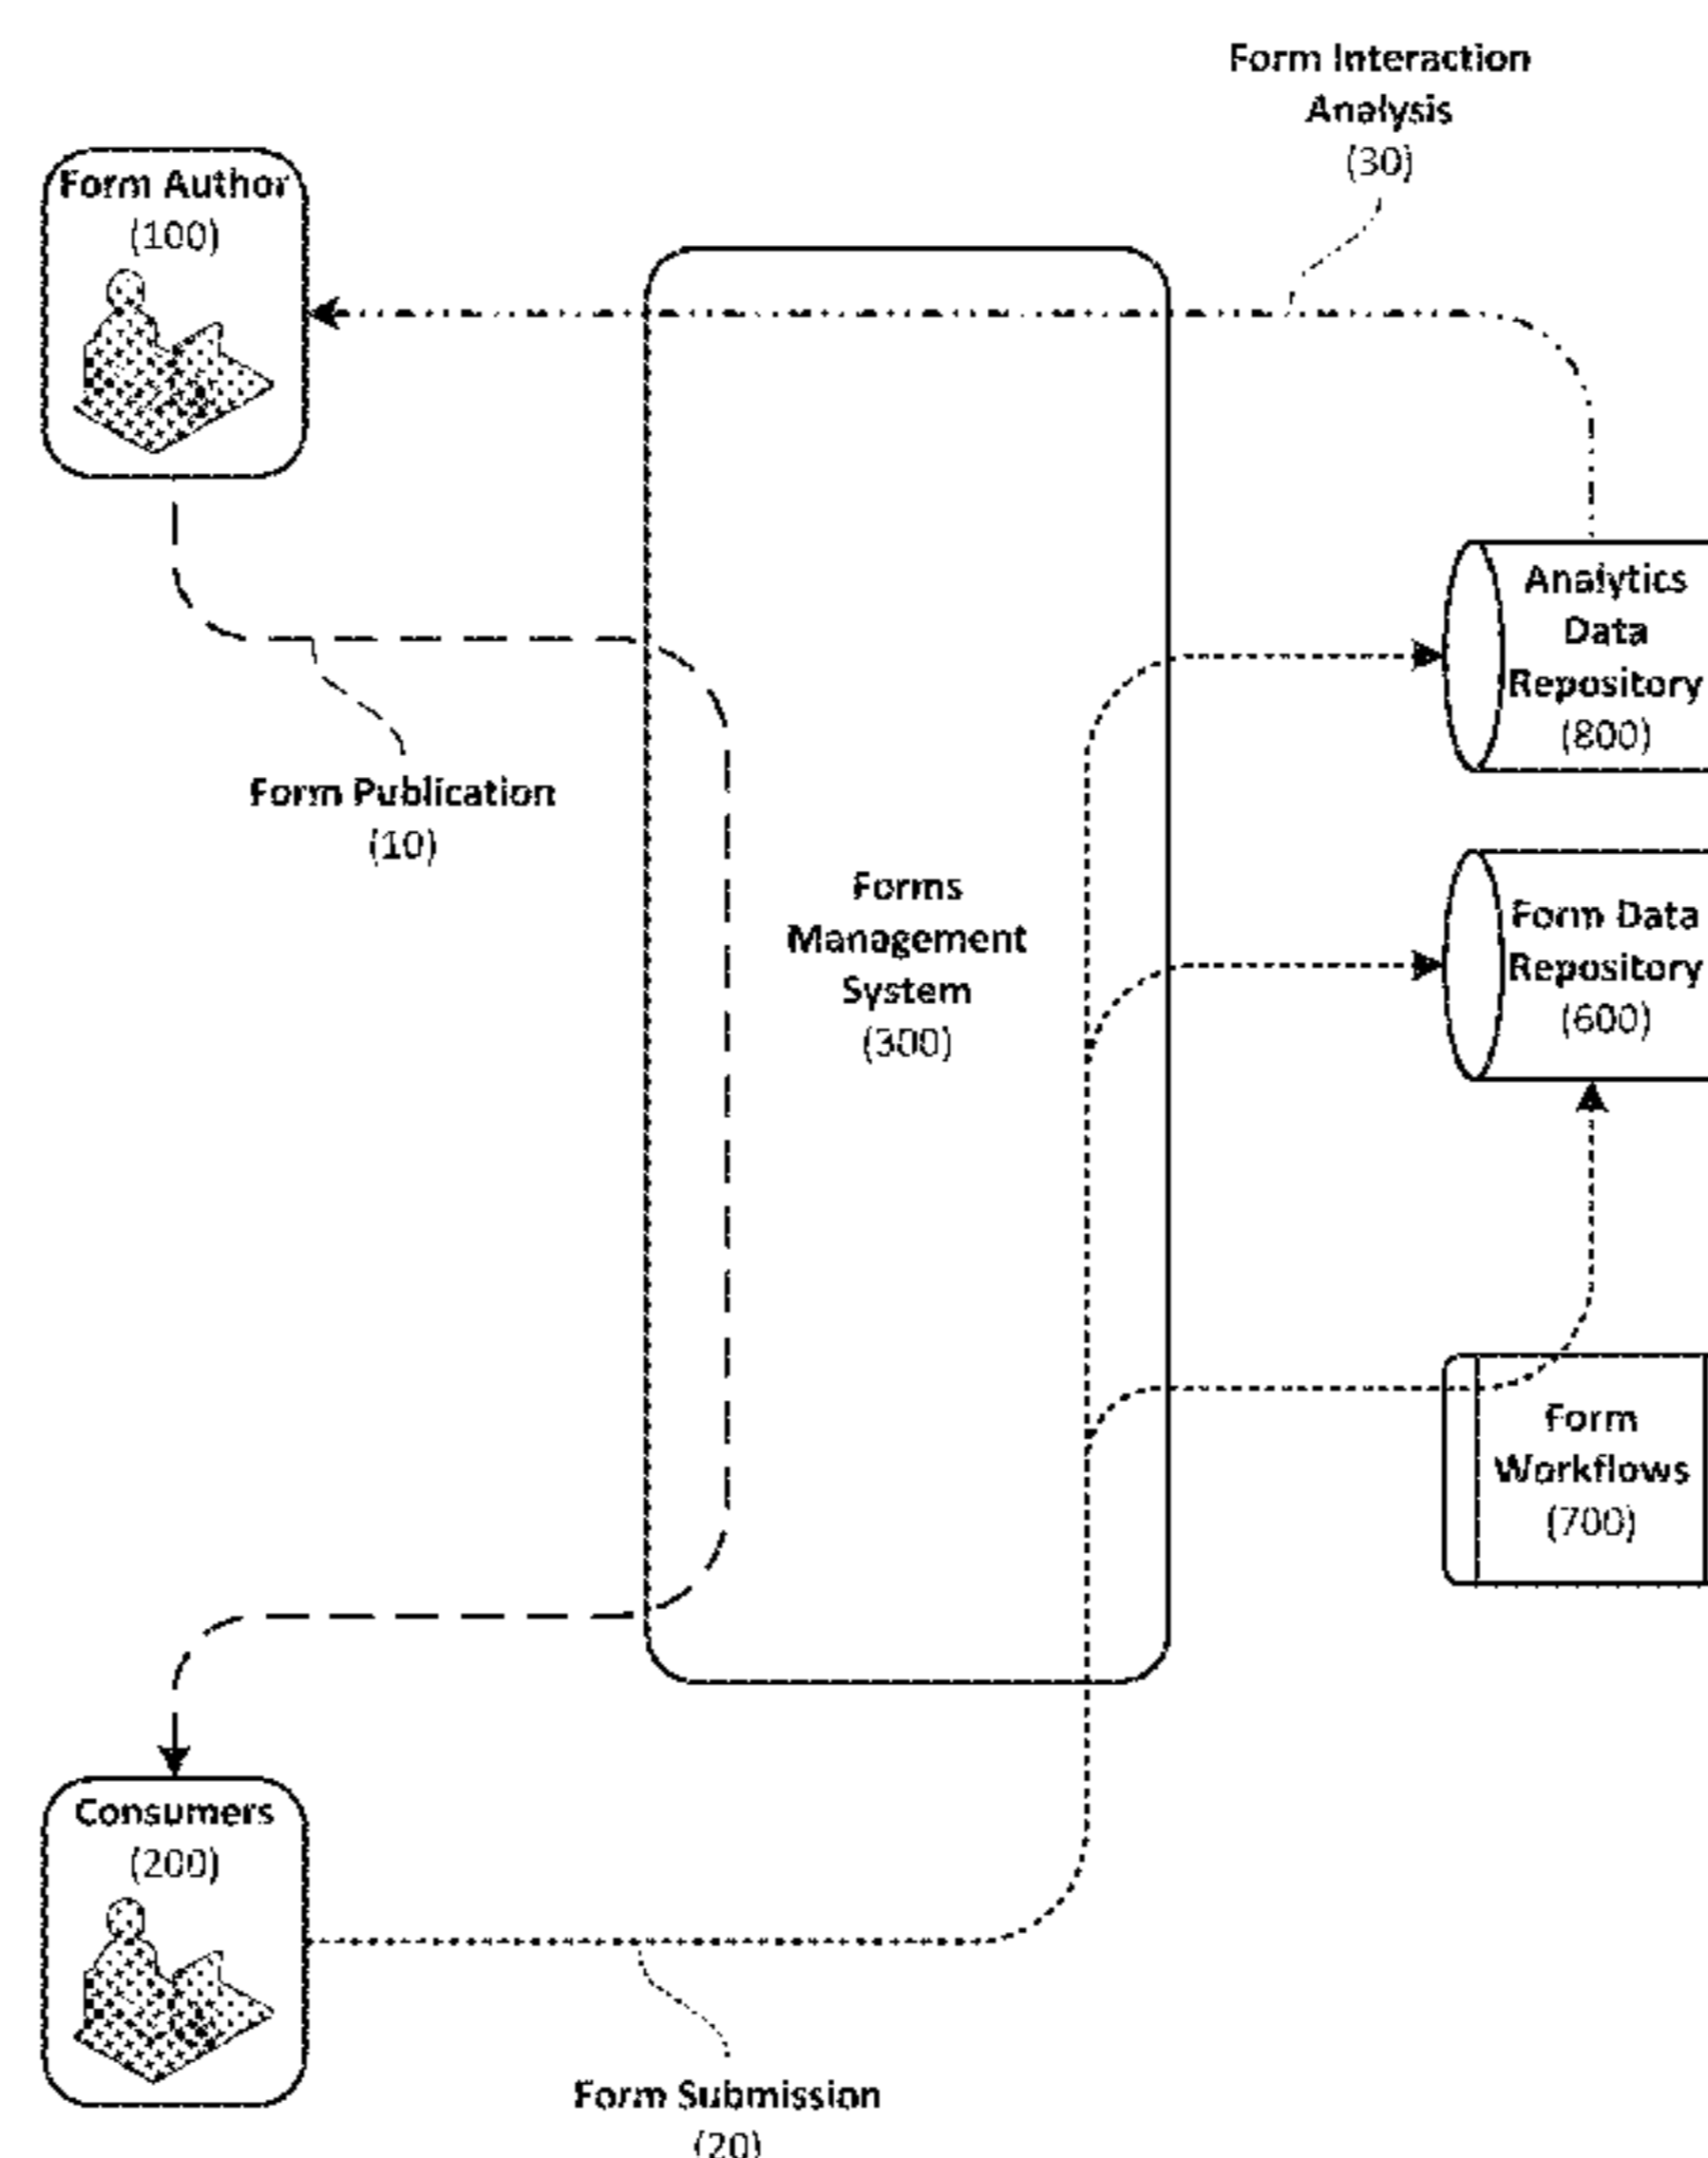 Form Interaction
Analysis
(30)
Form Author
(100)
Analytics
Data
Repository
(800)
Form Publication
(10)
Forms
Management
System
(300)
Form Data
Repository
(600)
Form
Workflows
(700)
Consumers
(200)
Form Submission
(20)